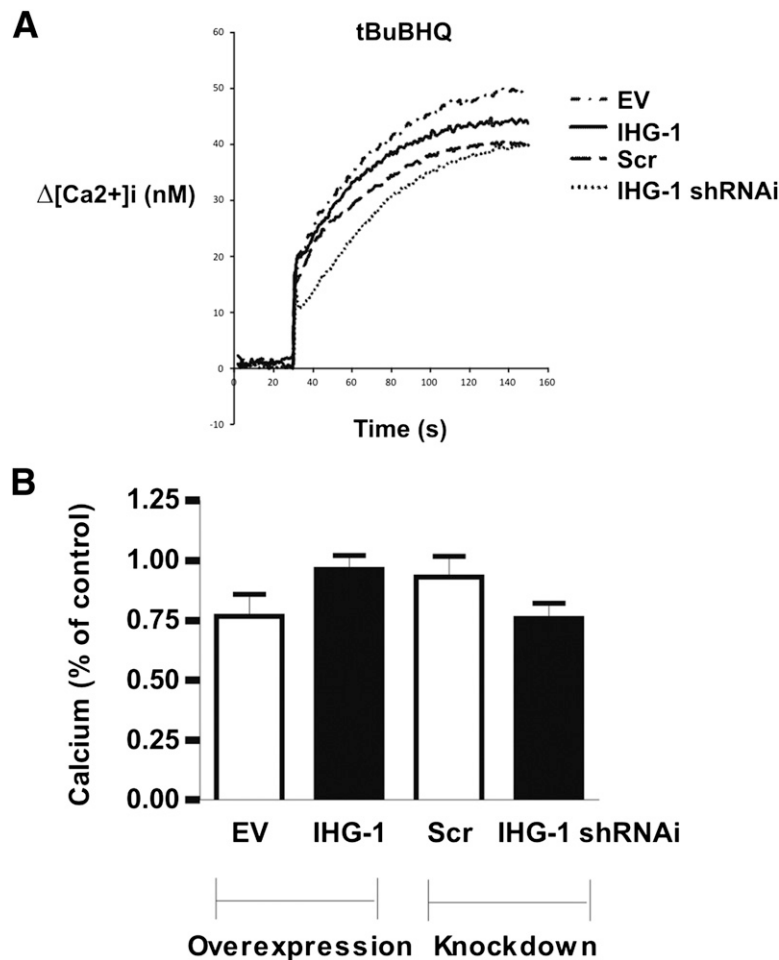 A
tBuBHQ
60
50
40
30
20
10
0
-10
Δ[Ca2+]i (nM)
0 20 40 60 80 100 120 140 160
Time (s)
EV
IHG-1
Scr
IHG-1 shRNAi
B
Calcium (% of control)
1.25
1.00
0.75
0.50
0.25
0.00
EV IHG-1 Scr IHG-1 shRNAi
Overexpression Knockdown